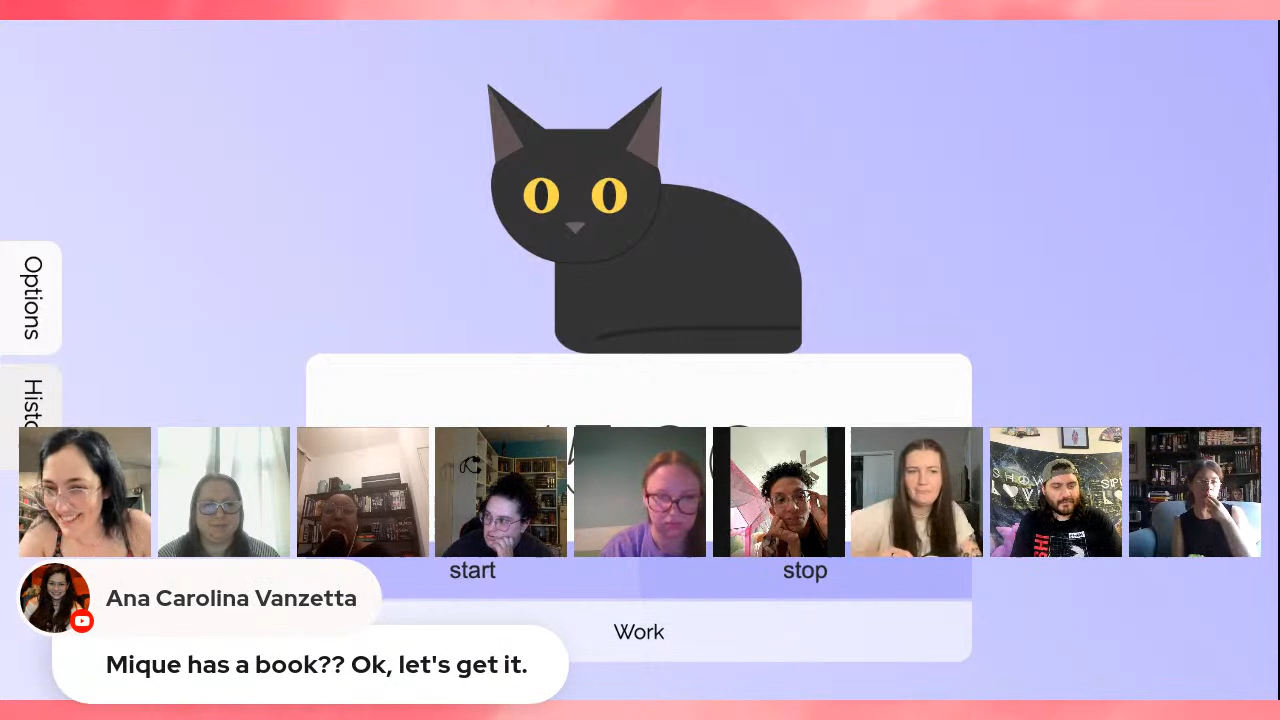 Options
Histo
start
stop
Work
Ana Carolina Vanzetta
Mique has a book?? Ok, let's get it.